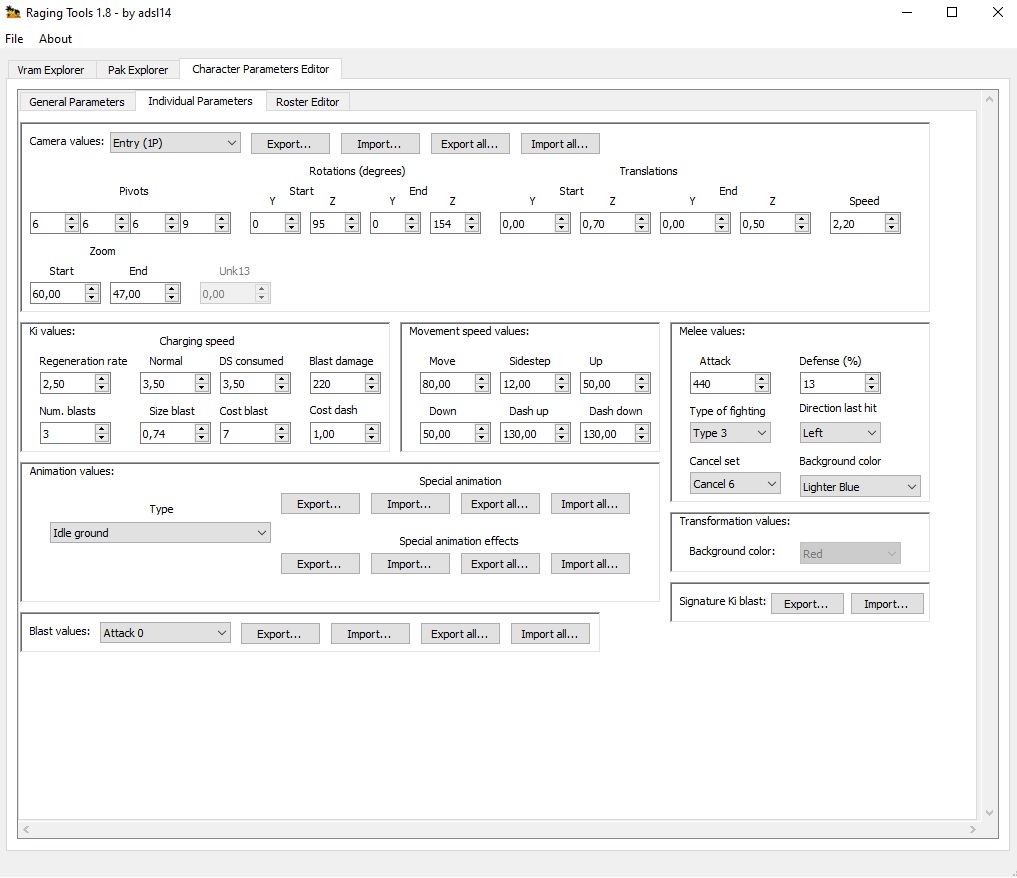 Raging Tools 1.8 - by adsl14
File About
Vram Explorer Pak Explorer Character Parameters Editor
General Parameters Individual Parameters Roster Editor
Camera values: Entry (1P) Export... Import... Export all... Import all...
Rotations (degrees) Translations
Pivots Start End Start End
Y Z Y Z Y Z Y Z Speed
6 6 6 9 0 95 0 154 0,00 0,70 0,00 0,50 2,20
Zoom
Start End Unk13
60,00 47,00 0,00
Ki values:
Charging speed
Regeneration rate Normal DS consumed Blast damage
2,50 3,50 3,50 220
Num. blasts Size blast Cost blast Cost dash
3 0,74 7 1,00
Movement speed values:
Move Sidestep Up
80,00 12,00 50,00
Down Dash up Dash down
50,00 130,00 130,00
Melee values:
Attack Defense (%)
440 13
Type of fighting Direction last hit
Type 3 Left
Cancel set Background color
Cancel 6 Lighter Blue
Animation values:
Special animation
Type Export... Import... Export all... Import all...
Idle ground
Special animation effects
Export... Import... Export all... Import all...
Transformation values:
Background color: Red
Signature Ki blast: Export... Import...
Blast values: Attack 0 Export... Import... Export all... Import all...